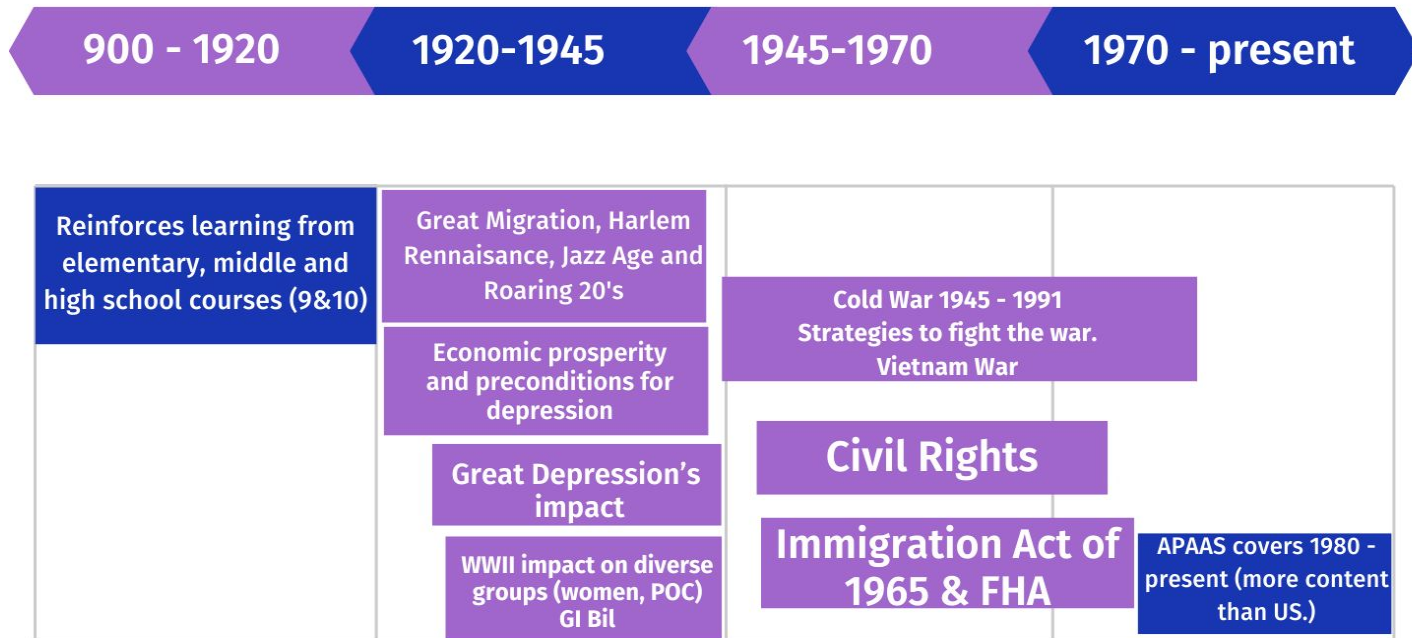 900 - 1920
1920-1945
1945-1970
1970 - present
Reinforces learning from
elementary, middle and
high school courses (9&10)
Great Migration, Harlem
Rennaisance, Jazz Age and
Roaring 20's
Economic prosperity
and preconditions for
depression
Great Depression’s
impact
WWII impact on diverse
groups (women, POC)
GI Bil
Cold War 1945 - 1991
Strategies to fight the war.
Vietnam War
Civil Rights
Immigration Act of
1965 & FHA
APAAS covers 1980 -
present (more content
than US.)